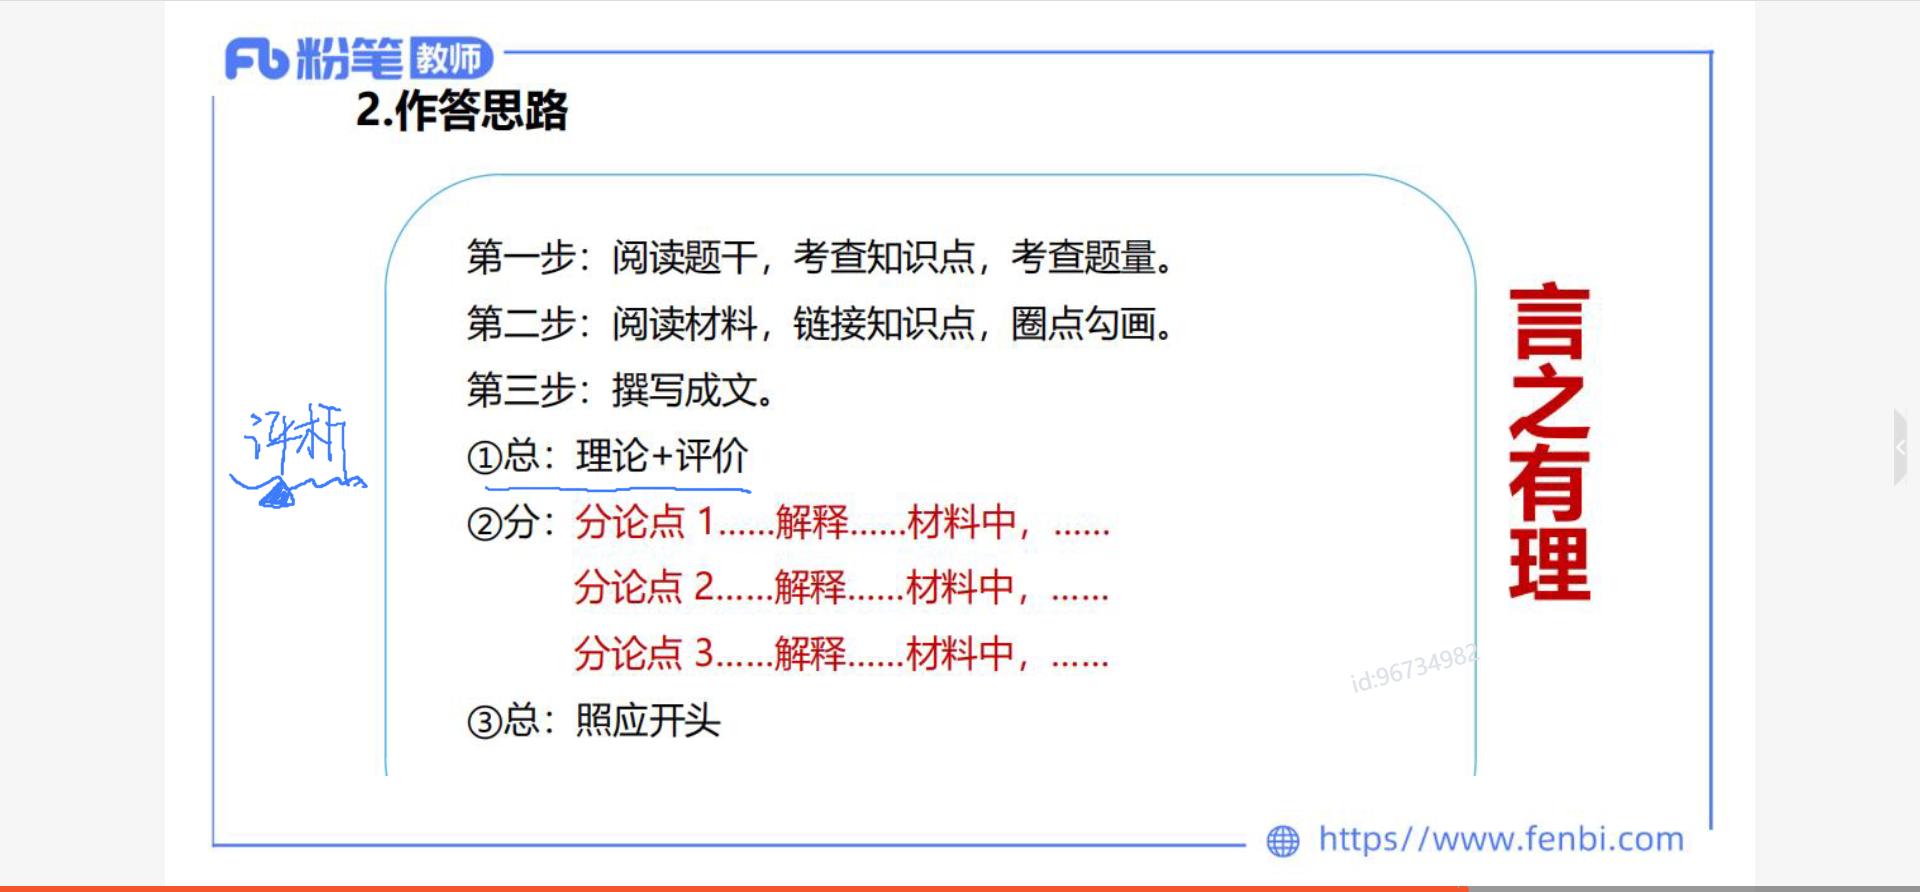 粉笔 教师
2.作答思路
第一步：阅读题干，考查知识点，考查题量。
第二步：阅读材料，链接知识点，圈点勾画。
第三步：撰写成文。
评析
①总：理论+评价
②分：分论点 1……解释……材料中，……
分论点 2……解释……材料中，……
分论点 3……解释……材料中，……
③总：照应开头
言之有理
id:96734982
https//www.fenbi.com